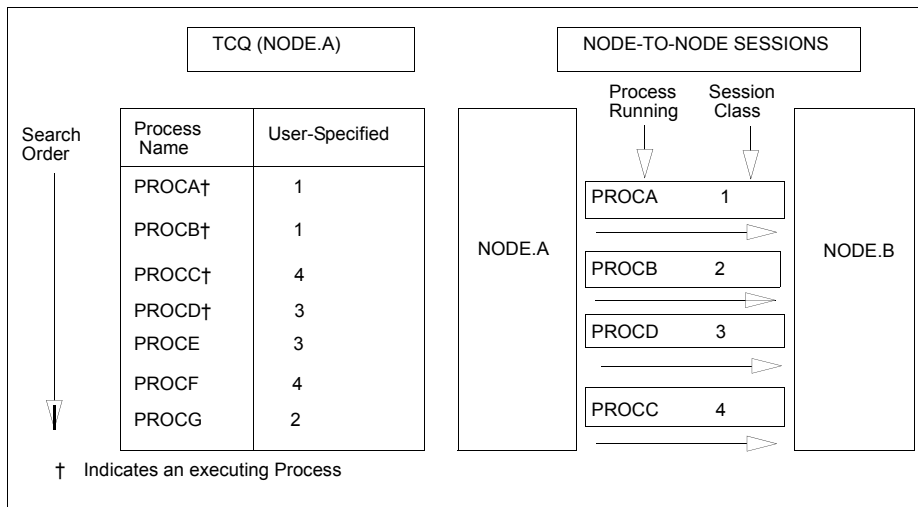 TCQ (NODE.A)
NODE-TO-NODE SESSIONS
Search
Order
Process
Name
User-Specified
PROCA† 1
PROCB† 1
PROCC† 4
PROCD† 3
PROCE 3
PROCF 4
PROCG 2
† Indicates an executing Process
Process
Running
Session
Class
NODE.A
PROCA 1
PROCB 2
PROCD 3
PROCC 4
NODE.B